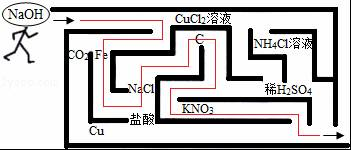 NaOH
CuCl2溶液
C
NH4Cl溶液
CO2 Fe
NaCl
稀H2SO4
KNO3
Cu
盐酸